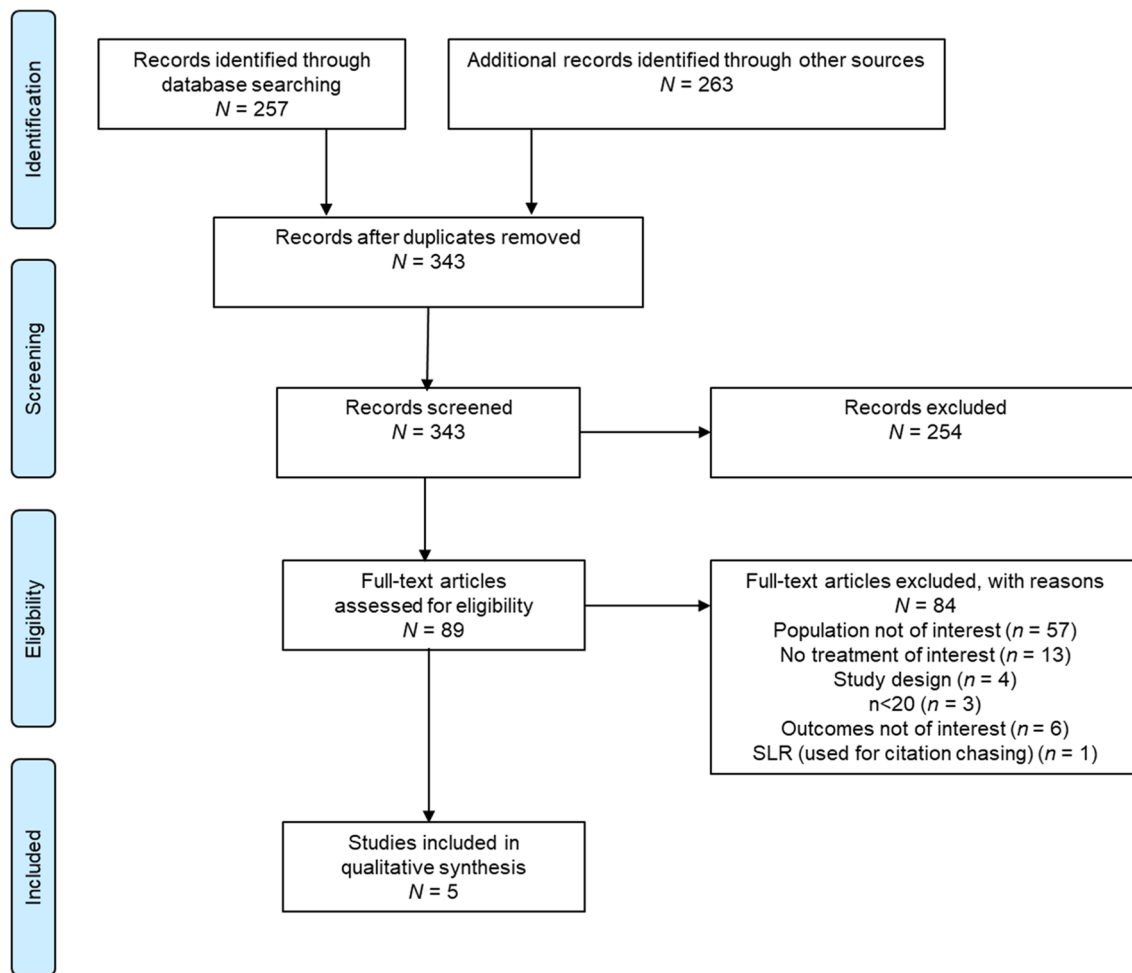 Identification
Records identified through
database searching
N = 257
Additional records identified through other sources
N = 263
Records after duplicates removed
N = 343
Screening
Records screened
N = 343
Records excluded
N = 254
Eligibility
Full-text articles
assessed for eligibility
N = 89
Full-text articles excluded, with reasons
N = 84
Population not of interest (n = 57)
No treatment of interest (n = 13)
Study design (n = 4)
n<20 (n = 3)
Outcomes not of interest (n = 6)
SLR (used for citation chasing) (n = 1)
Included
Studies included in
qualitative synthesis
N = 5